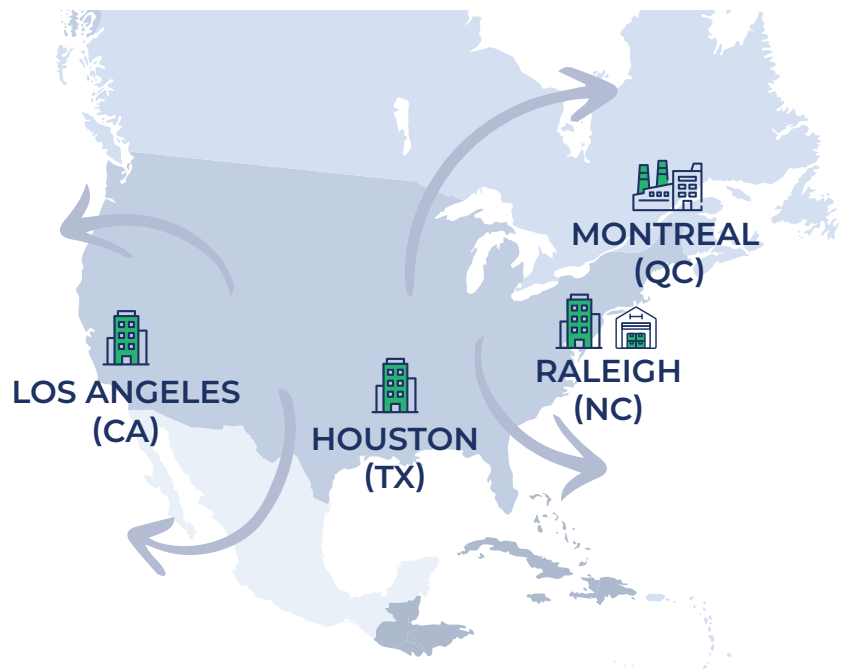 MONTREAL
(QC)
RALEIGH
(NC)
LOS ANGELES
(CA)
HOUSTON
(TX)